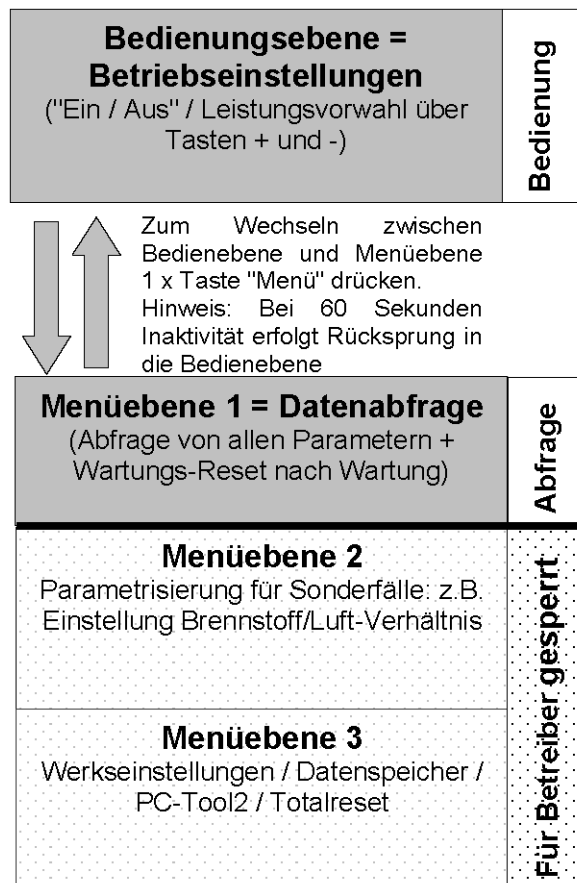 Bedienungsebene =
Betriebseinstellungen
("Ein / Aus" / Leistungsvorwahl über
Tasten + und -)
Bedienung
Zum Wechseln zwischen
Bedienebene und Menüebene
1 x Taste "Menü" drücken.
Hinweis: Bei 60 Sekunden
Inaktivität erfolgt Rücksprung in
die Bedienebene
Menüebene 1 = Datenabfrage
(Abfrage von allen Parametern +
Wartungs-Reset nach Wartung)
Abfrage
Menüebene 2
Parametrisierung für Sonderfälle: z.B.
Einstellung Brennstoff/Luft-Verhältnis
Menüebene 3
Werkseinstellungen / Datenspeicher /
PC-Tool2 / Totalreset
Für Betreiber gesperrt